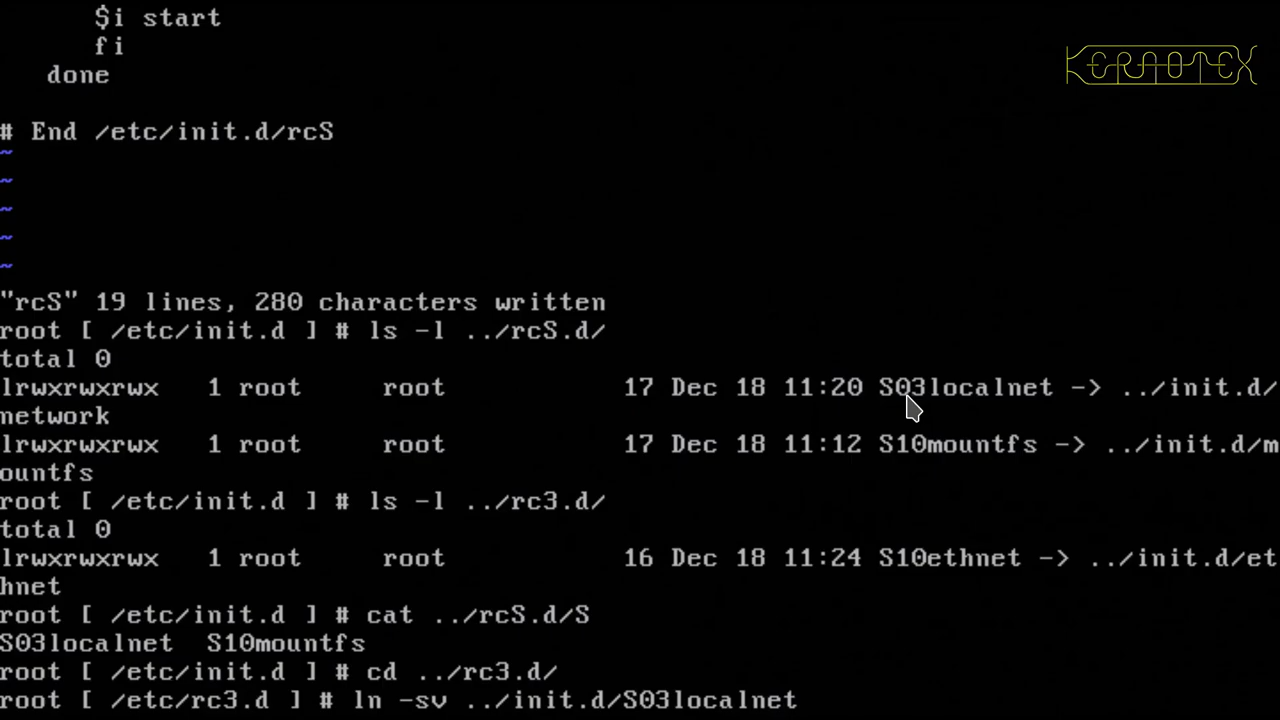 $i start
fi
done
KERNOTEX
# End /etc/init.d/rcS
~
~
~
~
~
"rcS" 19 lines, 280 characters written
root [ /etc/init.d ] # ls -l ../rcS.d/
total 0
lrwxrwxrwx   1 root     root           17 Dec 18 11:20 S03localnet -> ../init.d/
network
lrwxrwxrwx   1 root     root           17 Dec 18 11:12 S10mountfs -> ../init.d/m
ountfs
root [ /etc/init.d ] # ls -l ../rc3.d/
total 0
lrwxrwxrwx   1 root     root           16 Dec 18 11:24 S10ethnet -> ../init.d/et
hnet
root [ /etc/init.d ] # cat ../rcS.d/S
S03localnet  S10mountfs
root [ /etc/init.d ] # cd ../rc3.d/
root [ /etc/rc3.d ] # ln -sv ../init.d/S03localnet